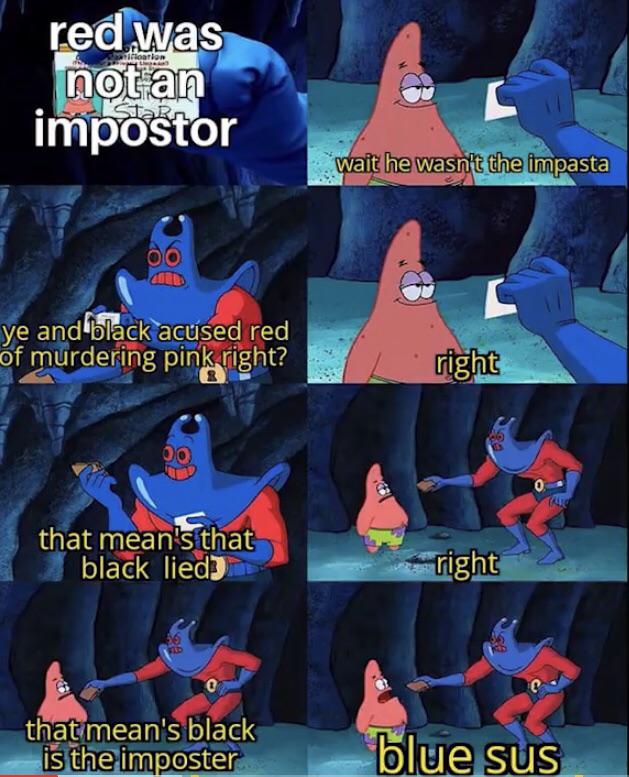 red was
not an
impostor
wait he wasn't the impasta
ye and black acused red
of murdering pink right?
right
that mean's that
black lied
right
that mean's black
is the imposter
blue sus